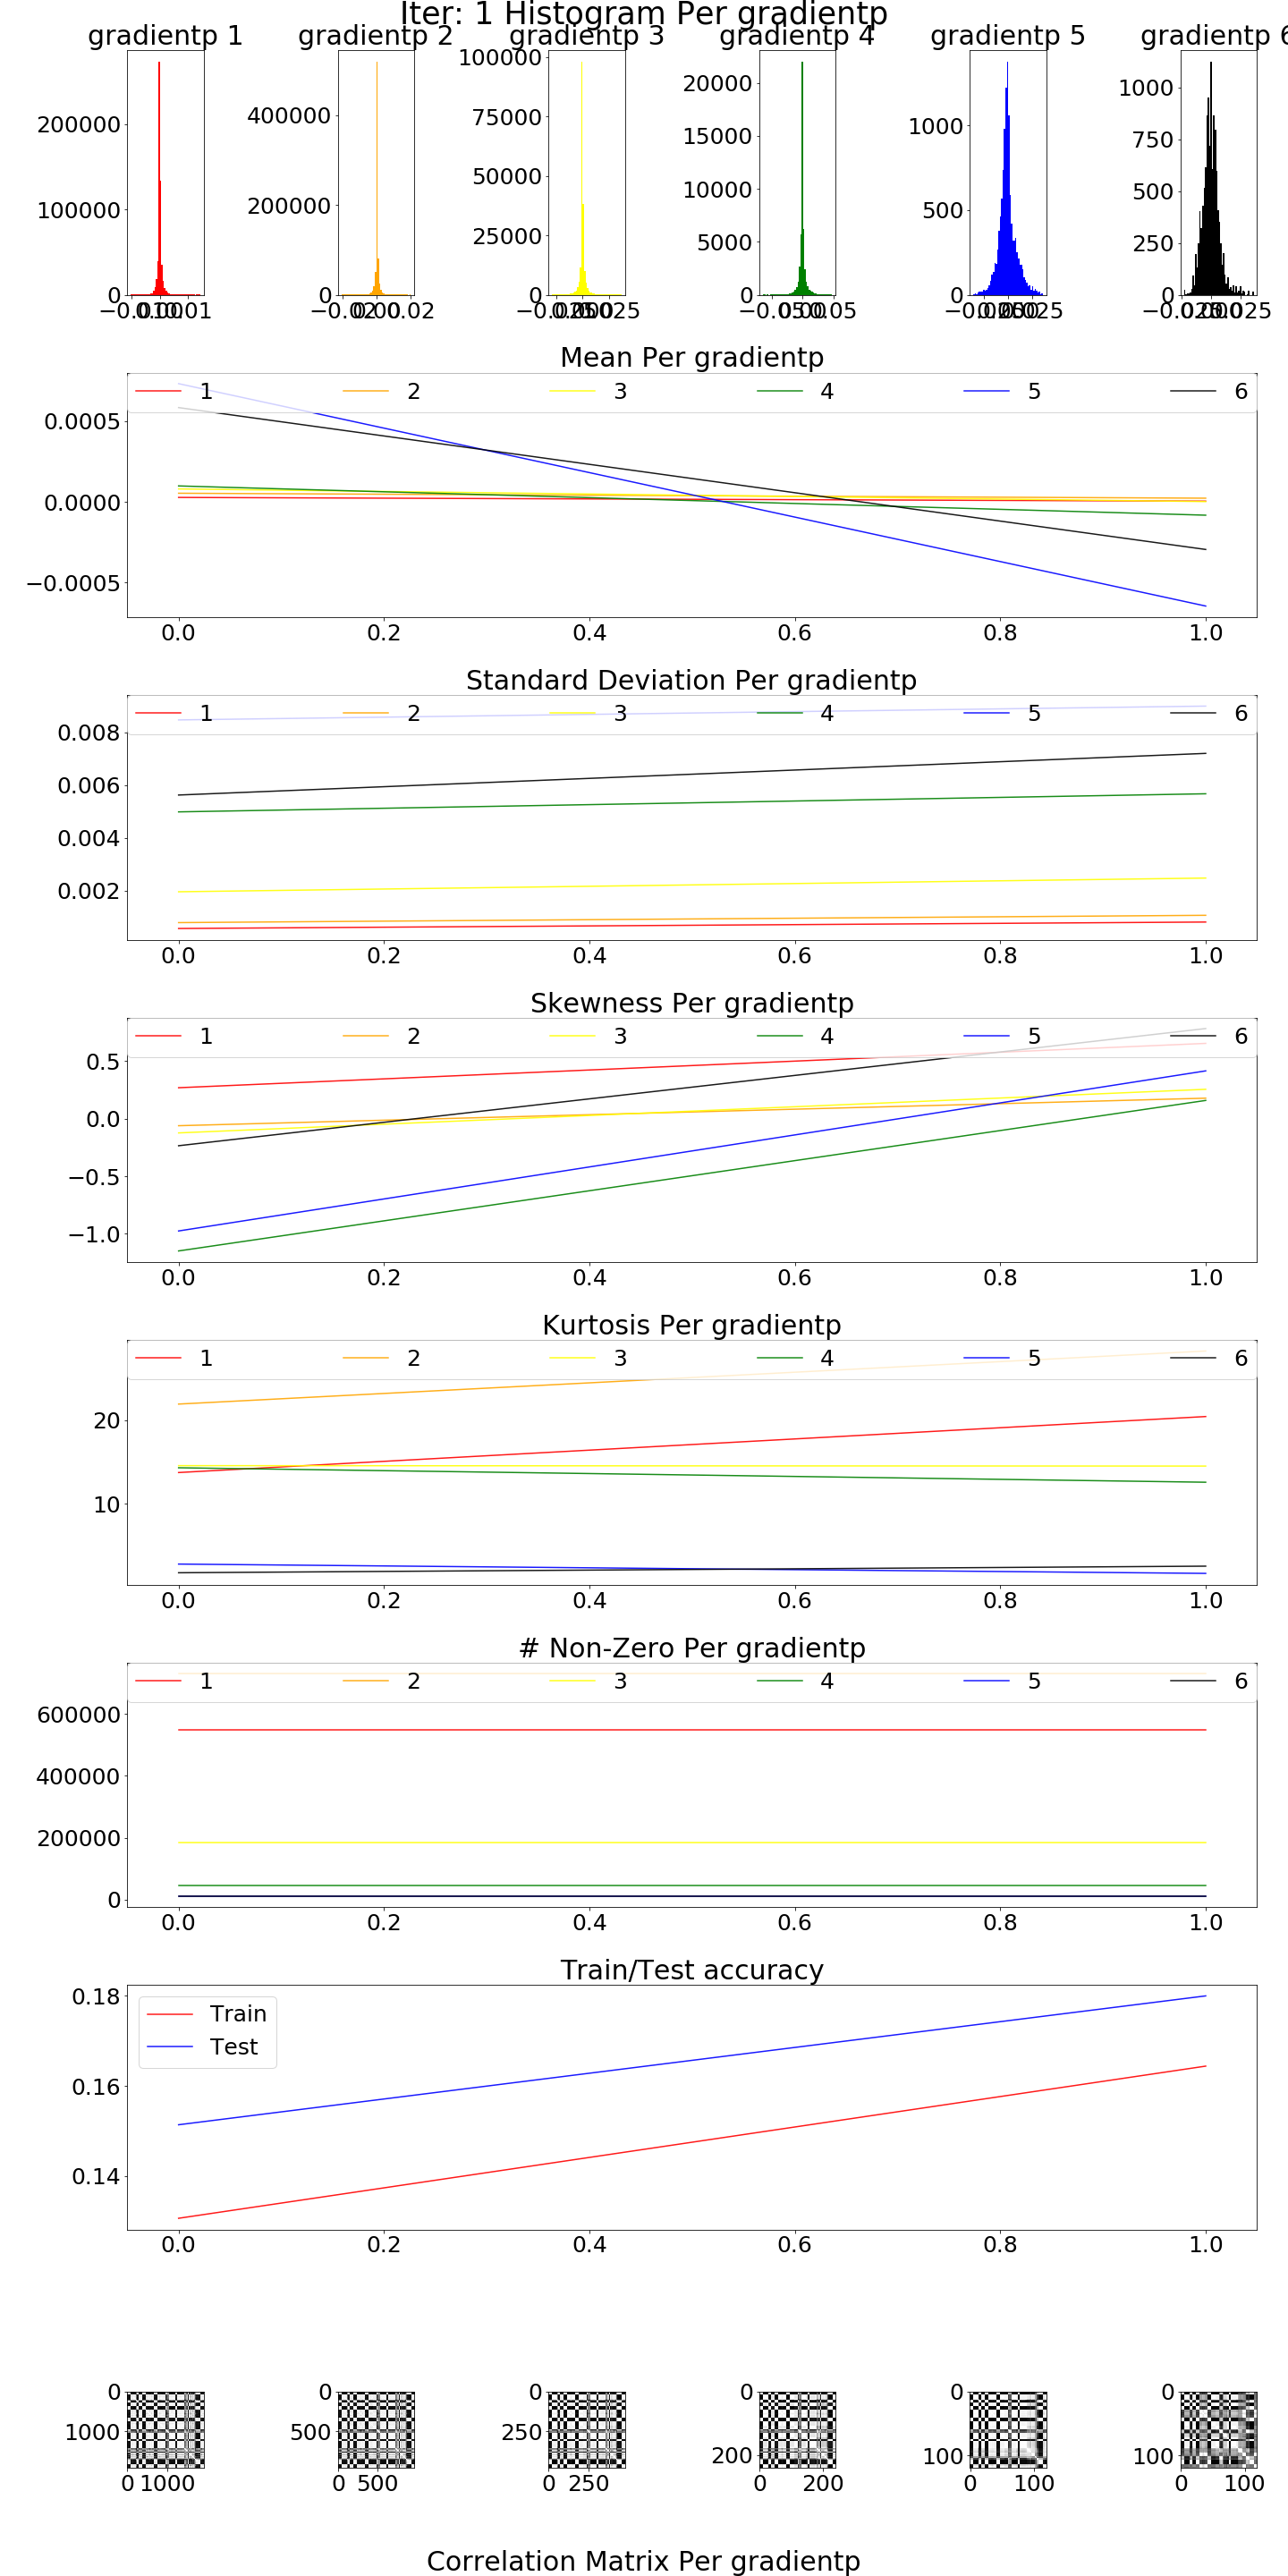 Iter: 1 Histogram Per gradientp
gradientp 1 gradientp 2 gradientp 3 gradientp 4 gradientp 5 gradientp 6
200000
100000
0
400000
200000
0
100000
75000
50000
25000
0
20000
15000
10000
5000
0
1000
500
0
1000
750
500
250
0
Mean Per gradientp
1 2 3 4 5 6
0.0005
0.0000
−0.0005
0.0 0.2 0.4 0.6 0.8 1.0
Standard Deviation Per gradientp
1 2 3 4 5 6
0.008
0.006
0.004
0.002
0.0 0.2 0.4 0.6 0.8 1.0
Skewness Per gradientp
1 2 3 4 5 6
0.5
0.0
−0.5
−1.0
0.0 0.2 0.4 0.6 0.8 1.0
Kurtosis Per gradientp
1 2 3 4 5 6
20
10
0.0 0.2 0.4 0.6 0.8 1.0
# Non-Zero Per gradientp
1 2 3 4 5 6
600000
400000
200000
0
0.0 0.2 0.4 0.6 0.8 1.0
Train/Test accuracy
Train
Test
0.18
0.16
0.14
0.0 0.2 0.4 0.6 0.8 1.0
0
1000
0 1000
0
500
0 500
0
250
0 250
0
200
0 200
0
100
0 100
0
100
0 100
Correlation Matrix Per gradientp